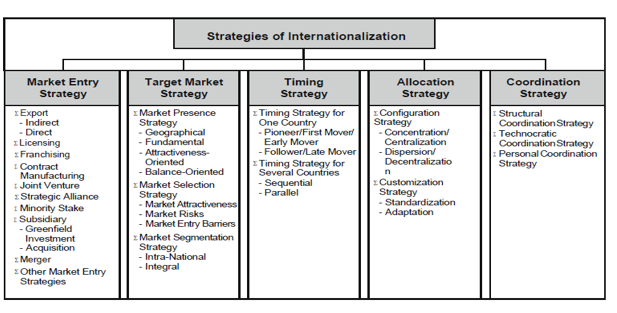 Strategies of Internationalization
Market Entry
Strategy
Σ Export
- Indirect
- Direct
Σ Licensing
Σ Franchising
Σ Contract
Manufacturing
Σ Joint Venture
Σ Strategic Alliance
Σ Minority Stake
Σ Subsidiary
- Greenfield
Investment
- Acquisition
Σ Merger
Σ Other Market Entry
Strategies
Target Market
Strategy
Σ Market Presence
Strategy
- Geographical
- Fundamental
- Attractiveness-
Oriented
- Balance-Oriented
Σ Market Selection
Strategy
- Market Attractiveness
- Market Risks
- Market Entry Barriers
Σ Market Segmentation
Strategy
- Intra-National
- Integral
Timing
Strategy
Σ Timing Strategy for
One Country
- Pioneer/First Mover/
Early Mover
- Follower/Late Mover
Σ Timing Strategy for
Several Countries
- Sequential
- Parallel
Allocation
Strategy
Σ Configuration
Strategy
- Concentration/
Centralization
- Dispersion/
Decentralizatio
n
Σ Customization
Strategy
- Standardization
- Adaptation
Coordination
Strategy
Σ Structural
Coordination Strategy
Σ Technocratic
Coordination Strategy
Σ Personal Coordination
Strategy